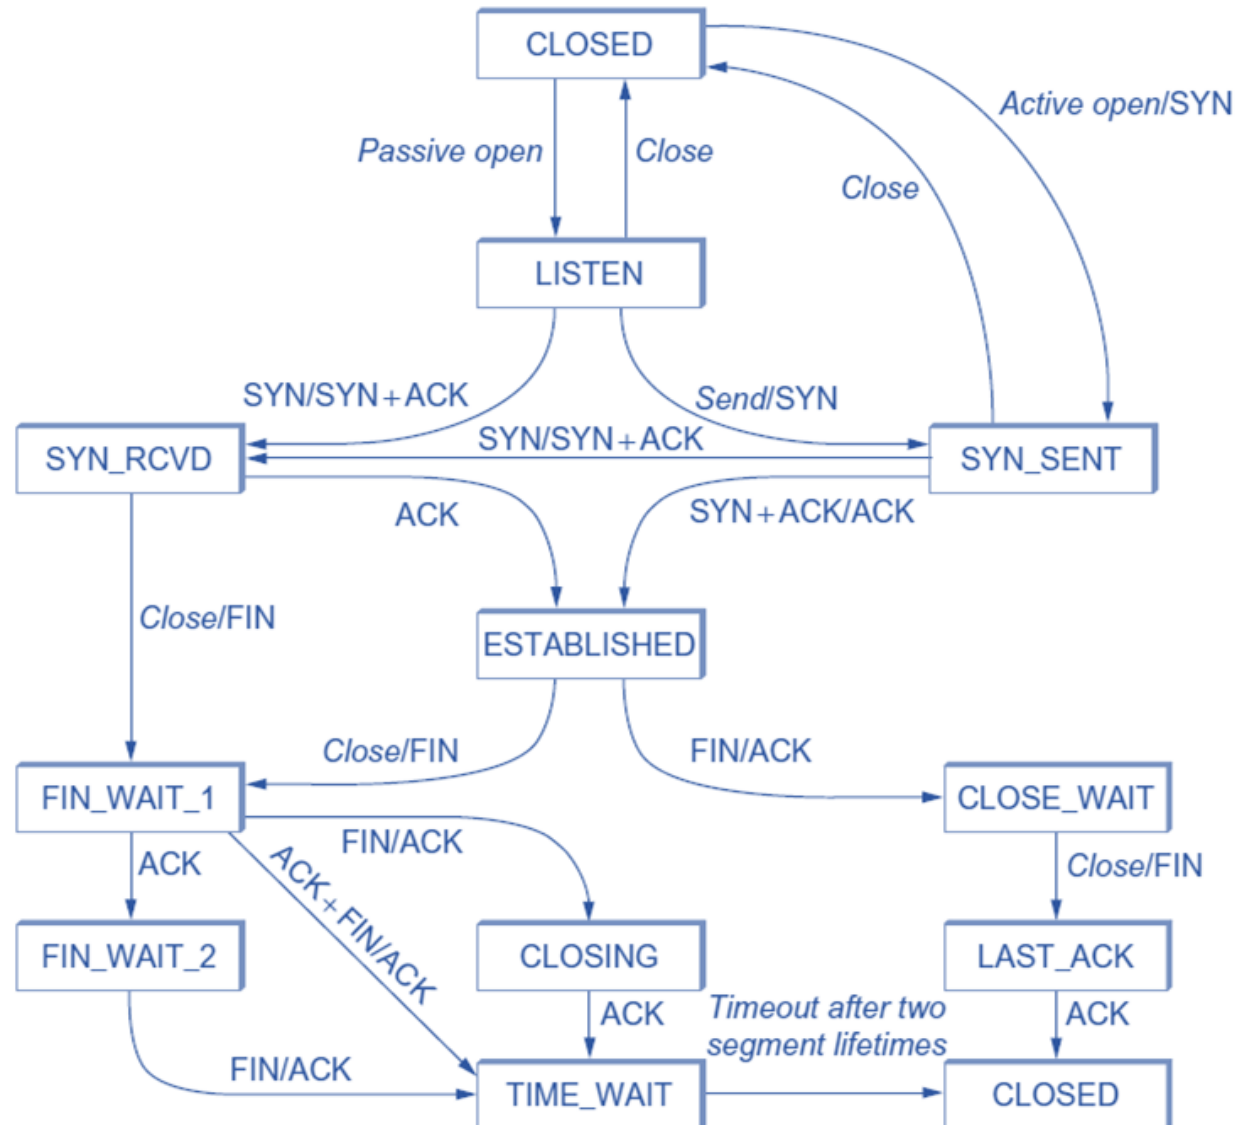 CLOSED
Active open/SYN
Passive open
Close
Close
LISTEN
SYN/SYN+ACK
Send/SYN
SYN/SYN+ACK
SYN_RCVD
SYN_SENT
ACK
SYN+ACK/ACK
Close/FIN
ESTABLISHED
Close/FIN
FIN/ACK
FIN_WAIT_1
CLOSE_WAIT
FIN/ACK
ACK
ACK+FIN/ACK
Close/FIN
FIN_WAIT_2
CLOSING
LAST_ACK
ACK
Timeout after two
segment lifetimes
ACK
FIN/ACK
TIME_WAIT
CLOSED